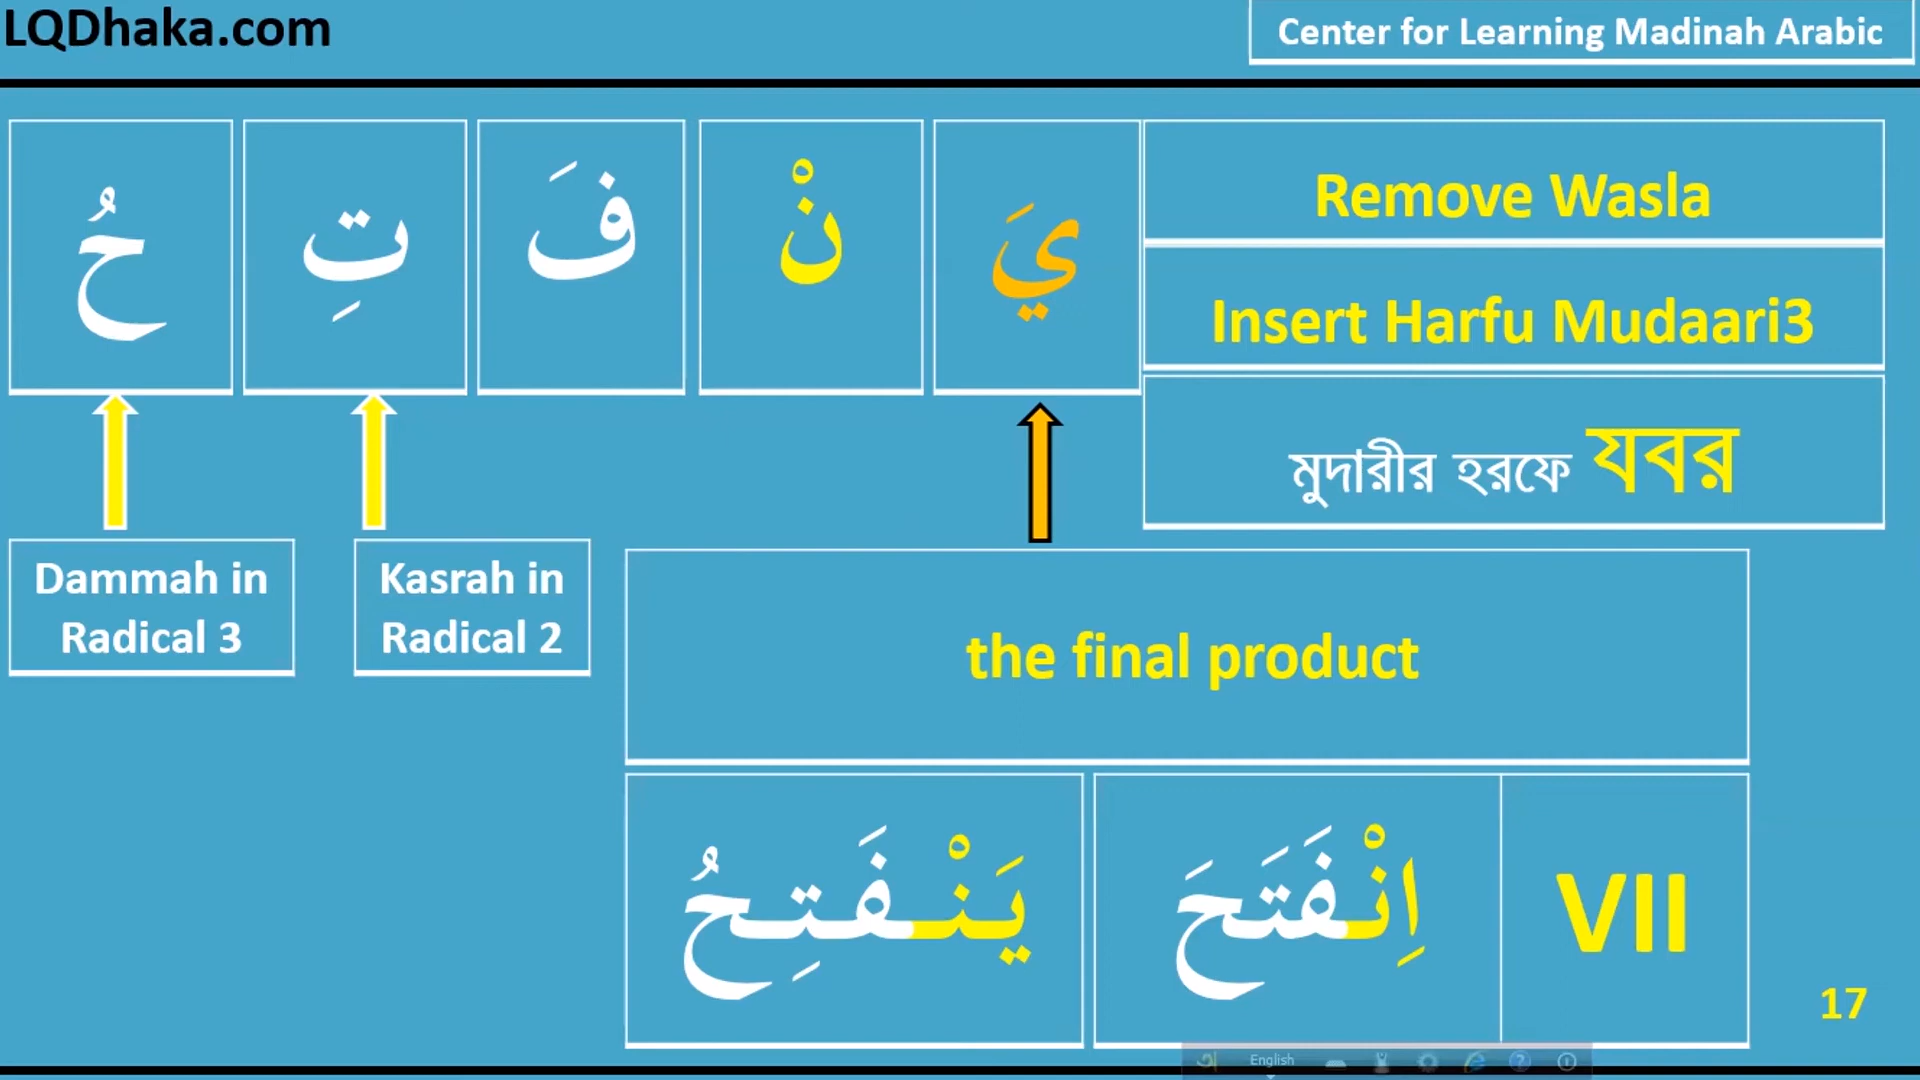 LQDhaka.com
Center for Learning Madinah Arabic
يَ نْ فَ تِ حُ
Remove Wasla
Insert Harfu Mudaari3
মুদারীর হরফে যবর
Dammah in
Radical 3
Kasrah in
Radical 2
the final product
VII اِنْفَتَحَ يَنْفَتِحُ
17
English